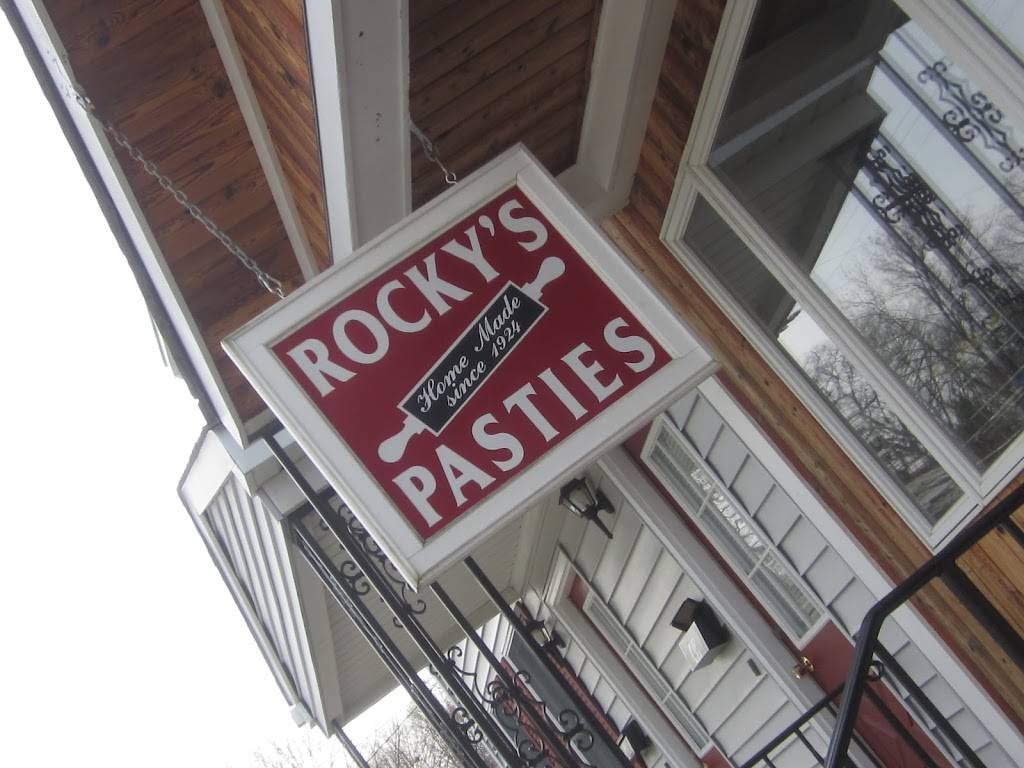 ROCKY'S
Home Made
since 1924
PASTIES